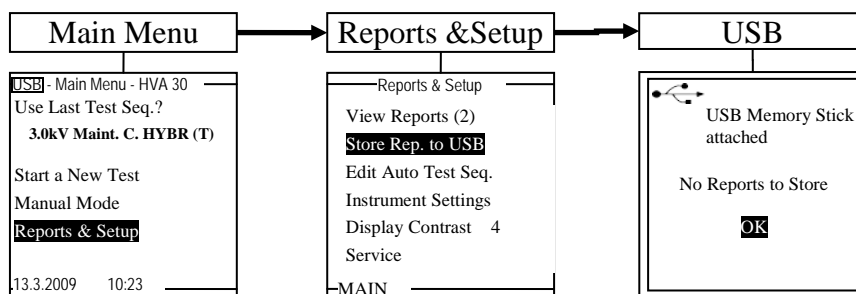 Main Menu
Reports &Setup
USB
USB - Main Menu - HVA 30
Use Last Test Seq.?
3.0kV Maint. C. HYBR (T)
Start a New Test
Manual Mode
Reports & Setup
13.3.2009 10:23
Reports & Setup
View Reports (2)
Store Rep. to USB
Edit Auto Test Seq.
Instrument Settings
Display Contrast 4
Service
MAIN
USB Memory Stick
attached
No Reports to Store
OK